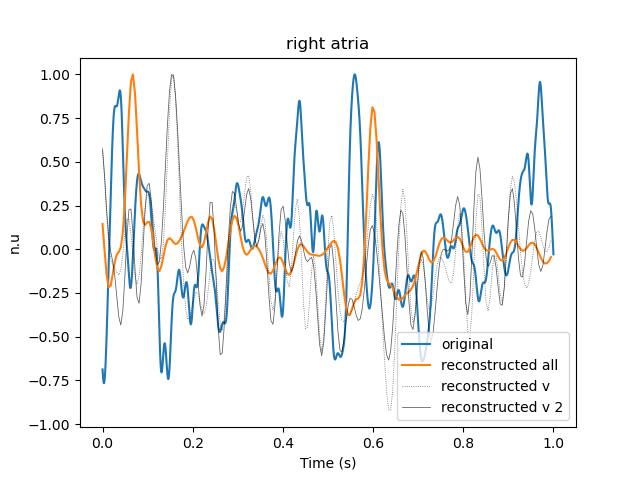 right atria
1.00
0.75
0.50
0.25
0.00
−0.25
−0.50
−0.75
−1.00
n.u
0.0 0.2 0.4 0.6 0.8 1.0
Time (s)
original
reconstructed all
reconstructed v
reconstructed v 2